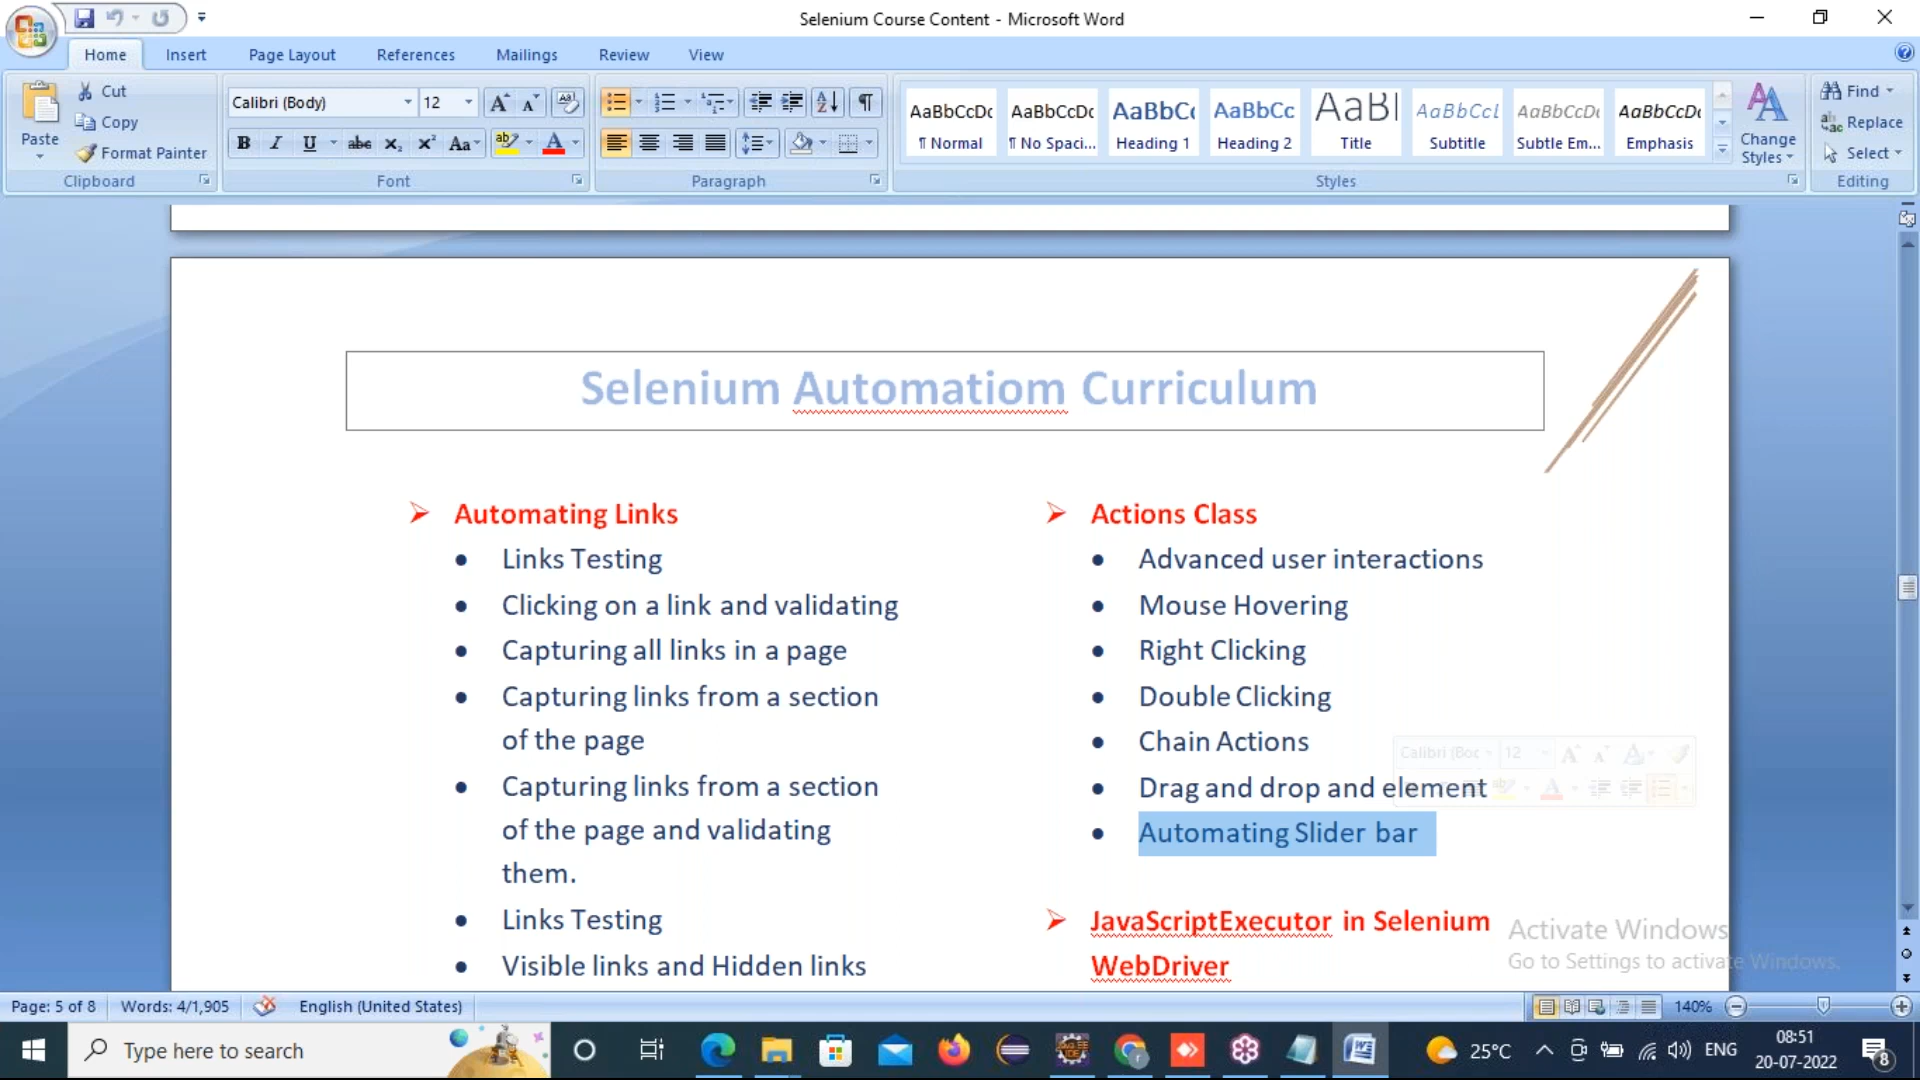 Selenium Course Content - Microsoft Word
Home Insert Page Layout References Mailings Review View
Paste
Cut
Copy
Format Painter
Clipboard
Calibri (Body) 12
Font
Paragraph
AaBbCcDc AaBbCcDc AaBbCc AaBbCc AaBl AaBbCcL AaBbCcDc AaBbCcDc
¶ Normal ¶ No Spaci... Heading 1 Heading 2 Title Subtitle Subtle Em... Emphasis
Change Styles
Styles
Find
Replace
Select
Editing
Selenium Automatiom Curriculum
Automating Links
Links Testing
Clicking on a link and validating
Capturing all links in a page
Capturing links from a section
of the page
Capturing links from a section
of the page and validating
them.
Links Testing
Visible links and Hidden links
Actions Class
Advanced user interactions
Mouse Hovering
Right Clicking
Double Clicking
Chain Actions
Calibri (Boc 12
Drag and drop and element
Automating Slider bar
JavaScriptExecutor in Selenium
WebDriver
Activate Windows
Go to Settings to activate Windows.
Page: 5 of 8 Words: 4/1,905 English (United States) 140%
Type here to search
25°C ENG
08:51
20-07-2022
8